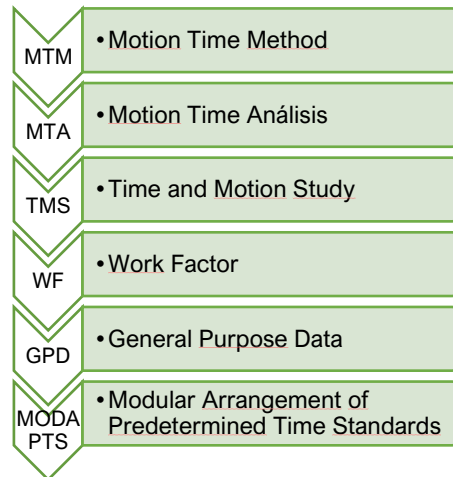 MTM
• Motion Time Method
MTA
• Motion Time Análisis
TMS
• Time and Motion Study
WF
• Work Factor
GPD
• General Purpose Data
MODA
PTS
• Modular Arrangement of
Predetermined Time Standards